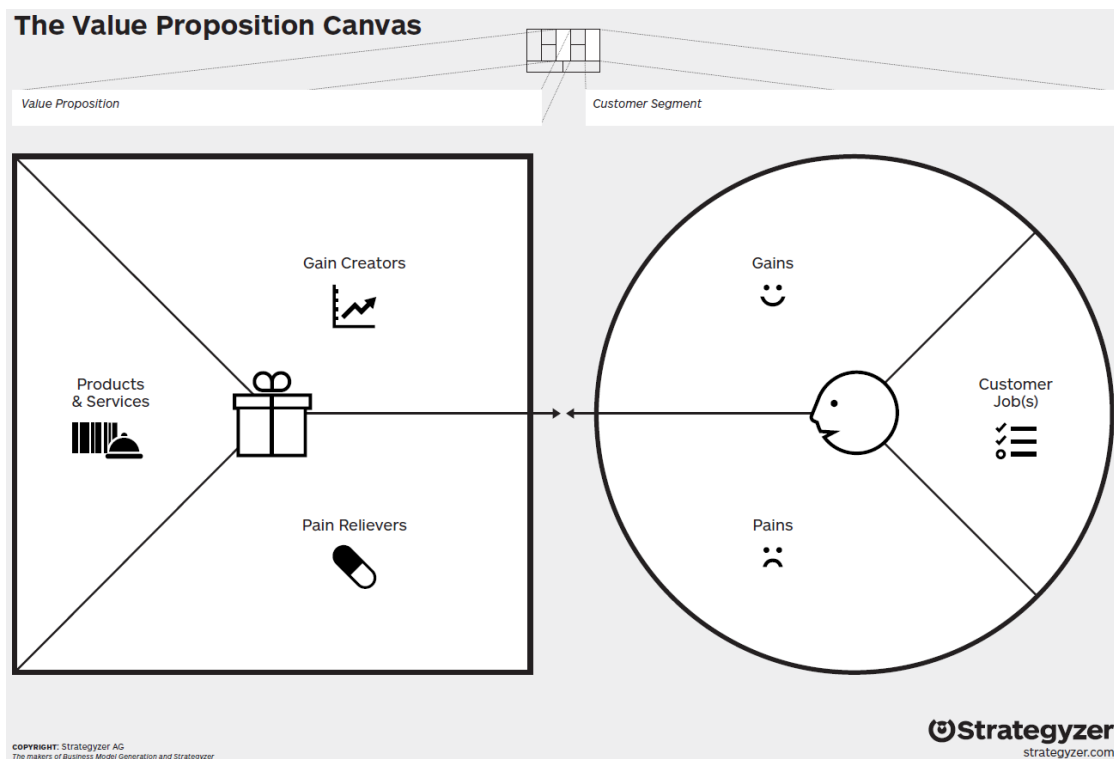 The Value Proposition Canvas
Value Proposition
Customer Segment
Gain Creators
Gains
Products
& Services
Customer
Job(s)
Pain Relievers
Pains
Strategyzer
strategyzer.com
COPYRIGHT: Strategyzer AG
The makers of Business Model Generation and Strategyzer